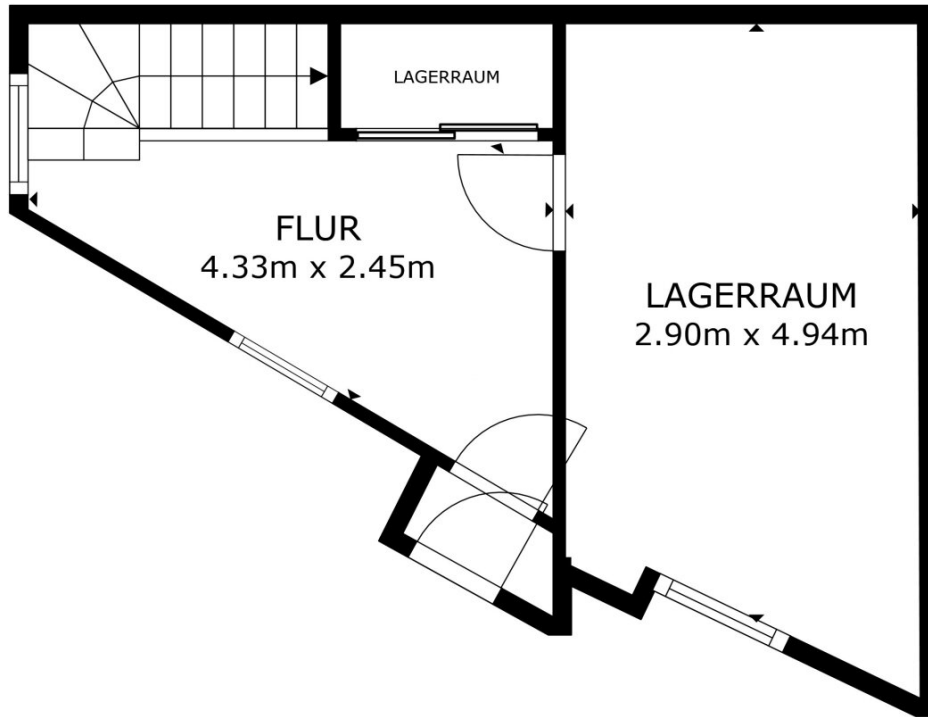 LAGERRAUM
FLUR
4.33m x 2.45m
LAGERRAUM
2.90m x 4.94m